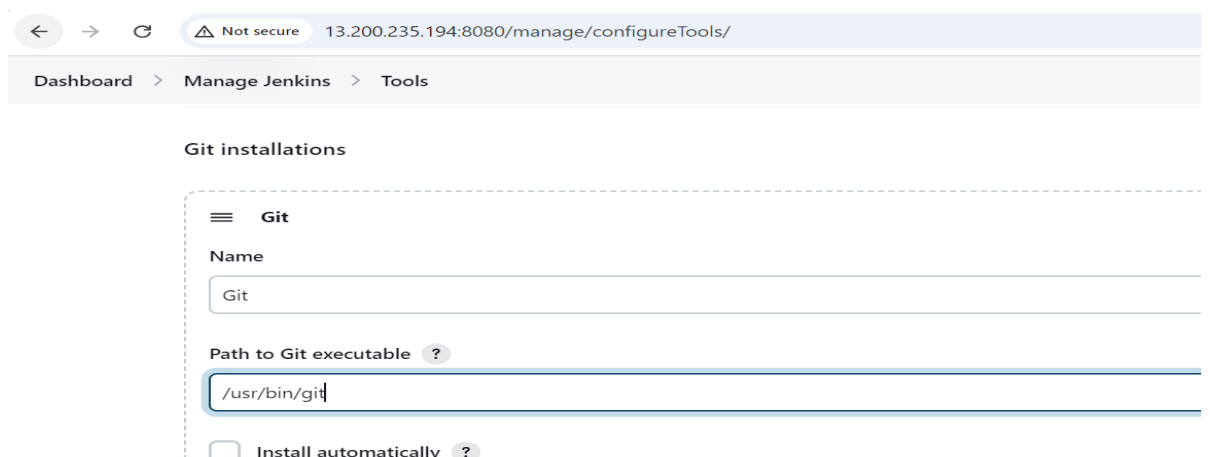 Not secure 13.200.235.194:8080/manage/configureTools/
Dashboard > Manage Jenkins > Tools
Git installations
Git
Name
Git
Path to Git executable ?
/usr/bin/git
Install automatically ?